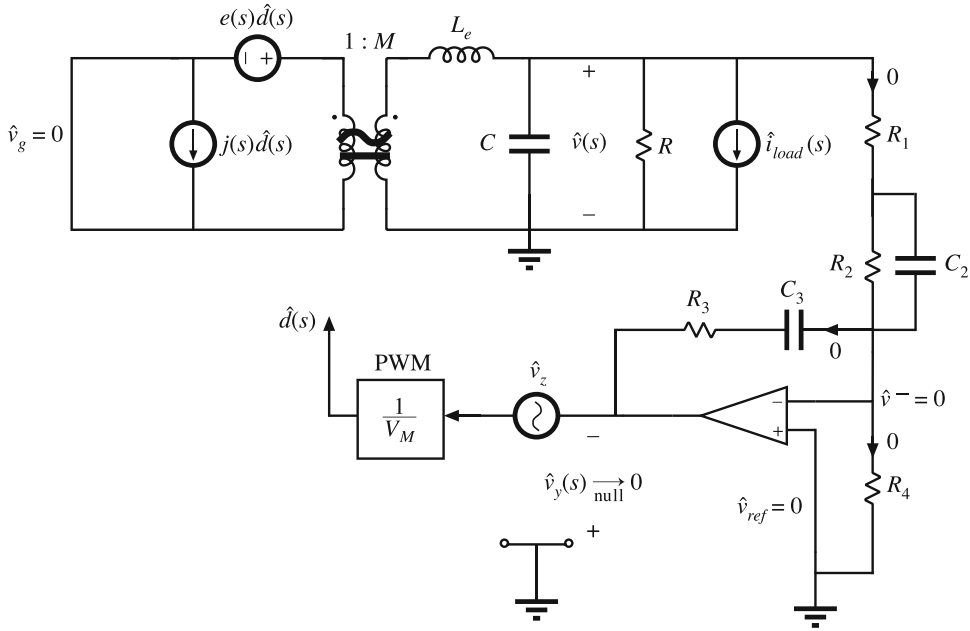 e(s)d̂(s)
1 : M
L_e
+
0
v̂_g = 0
j(s)d̂(s)
C
v̂(s)
R
î_load(s)
R_1
−
R_2
C_2
C_3
R_3
d̂(s)
0
PWM
v̂_z
1/V_M
−
+
v̂⁻ = 0
−
0
v̂_y(s) → 0
null
R_4
v̂_ref = 0
+